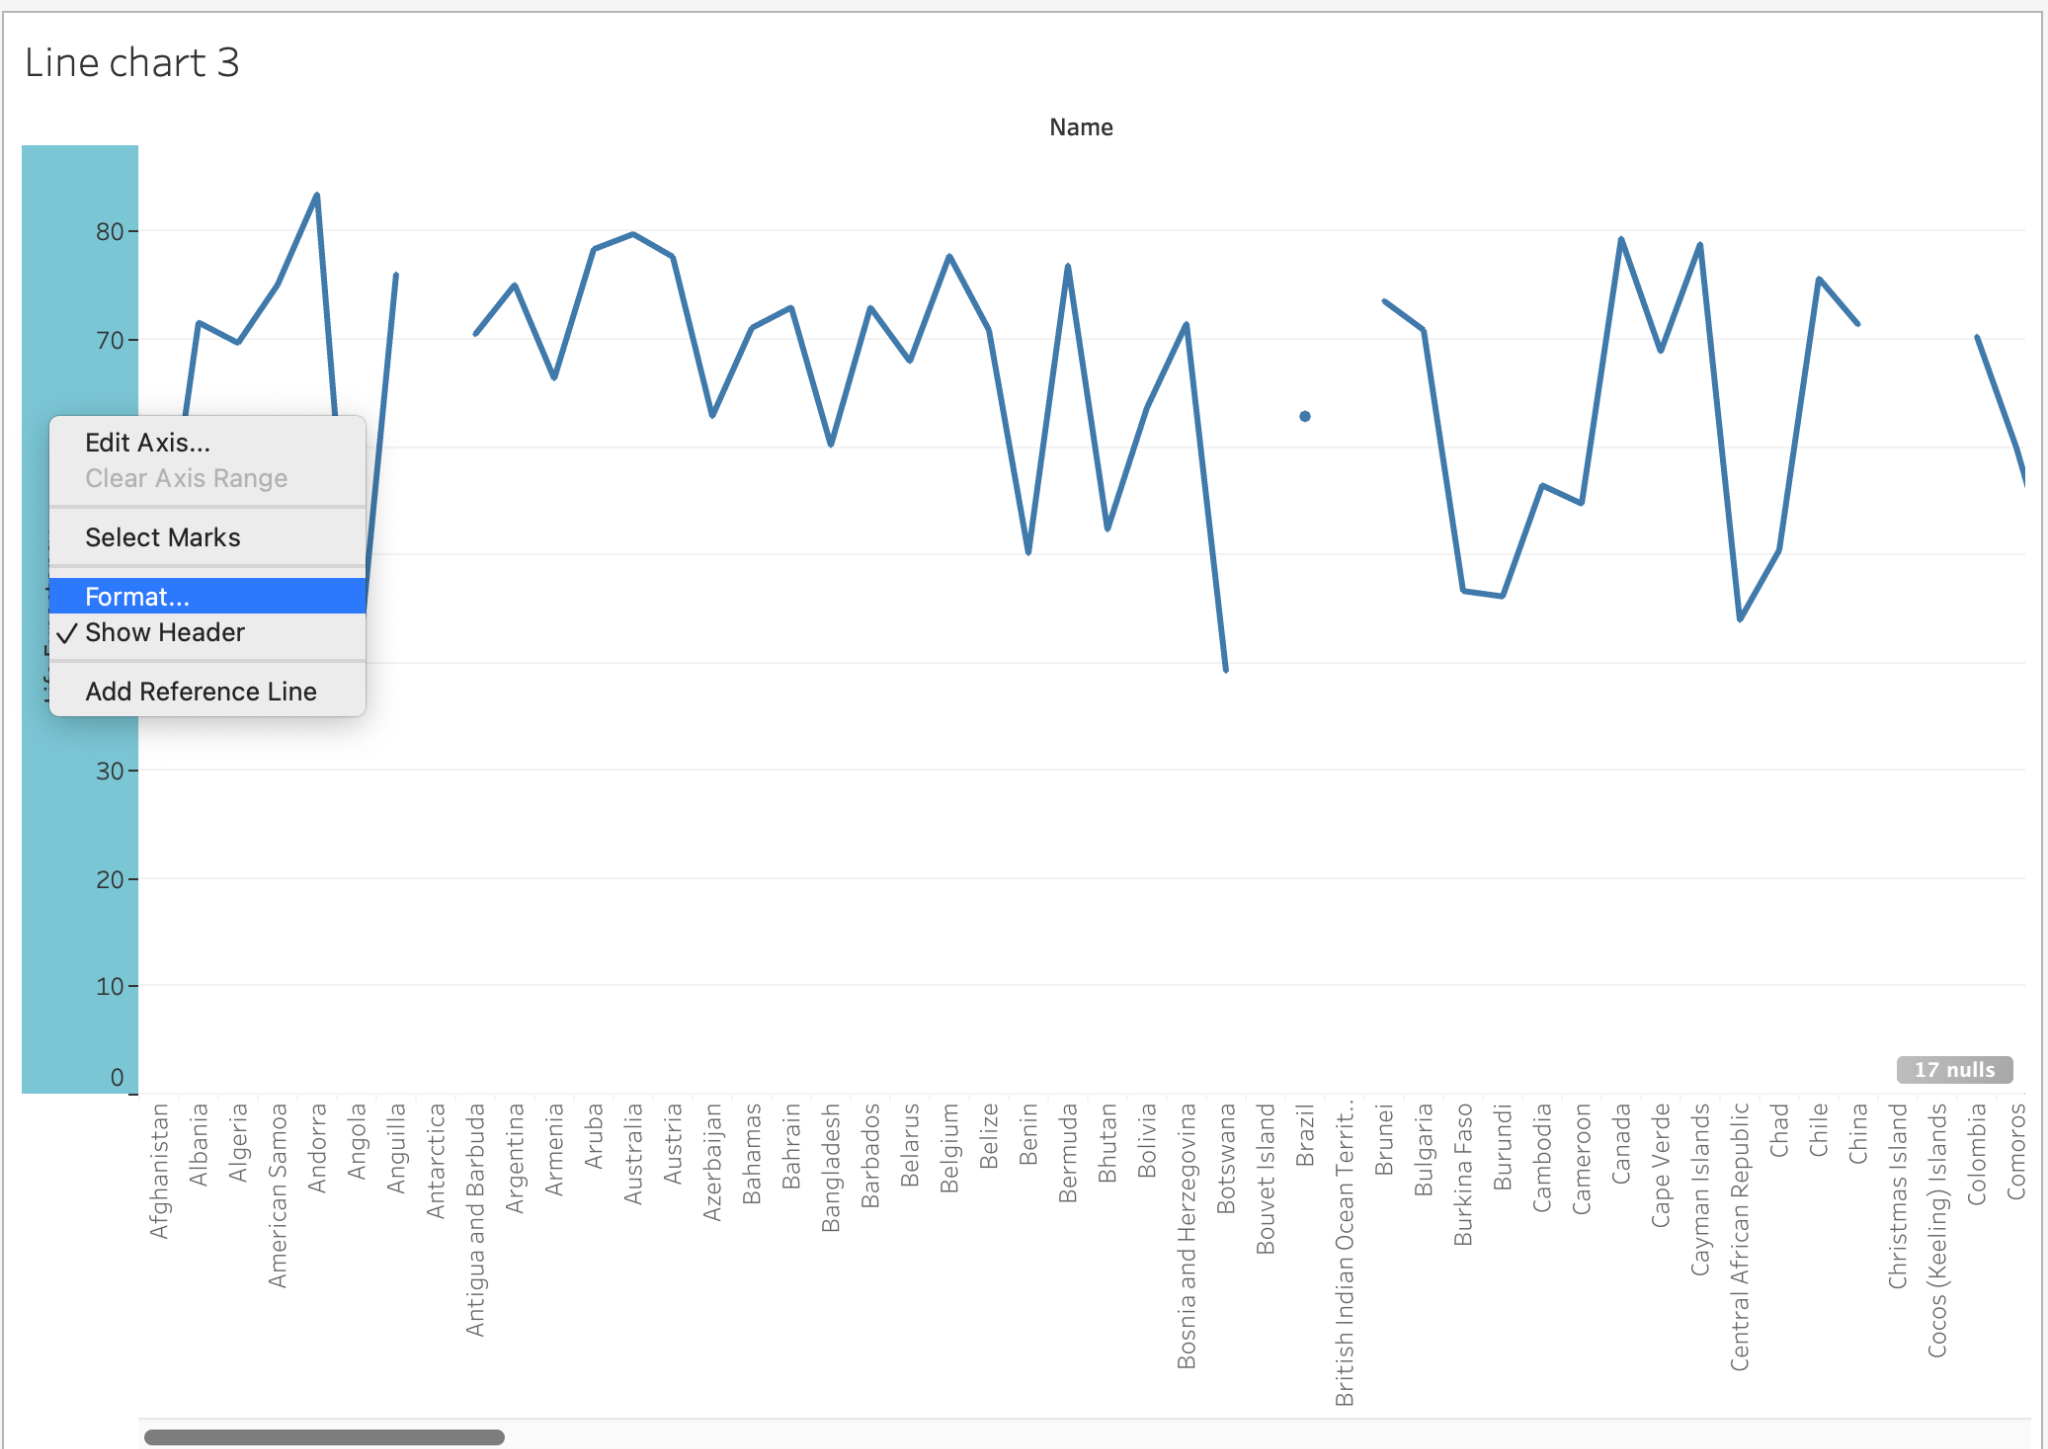 Line chart 3
Name
80
70
Edit Axis...
Clear Axis Range
Select Marks
Format...
Show Header
Add Reference Line
30
20
10
0
17 nulls
Afghanistan
Albania
Algeria
American Samoa
Andorra
Angola
Anguilla
Antarctica
Antigua and Barbuda
Argentina
Armenia
Aruba
Australia
Austria
Azerbaijan
Bahamas
Bahrain
Bangladesh
Barbados
Belarus
Belgium
Belize
Benin
Bermuda
Bhutan
Bolivia
Bosnia and Herzegovina
Botswana
Bouvet Island
Brazil
British Indian Ocean Territ..
Brunei
Bulgaria
Burkina Faso
Burundi
Cambodia
Cameroon
Canada
Cape Verde
Cayman Islands
Central African Republic
Chad
Chile
China
Christmas Island
Cocos (Keeling) Islands
Colombia
Comoros